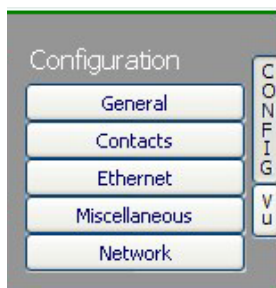 Configuration
General
Contacts
Ethernet
Miscellaneous
Network
CONFIG
Vu